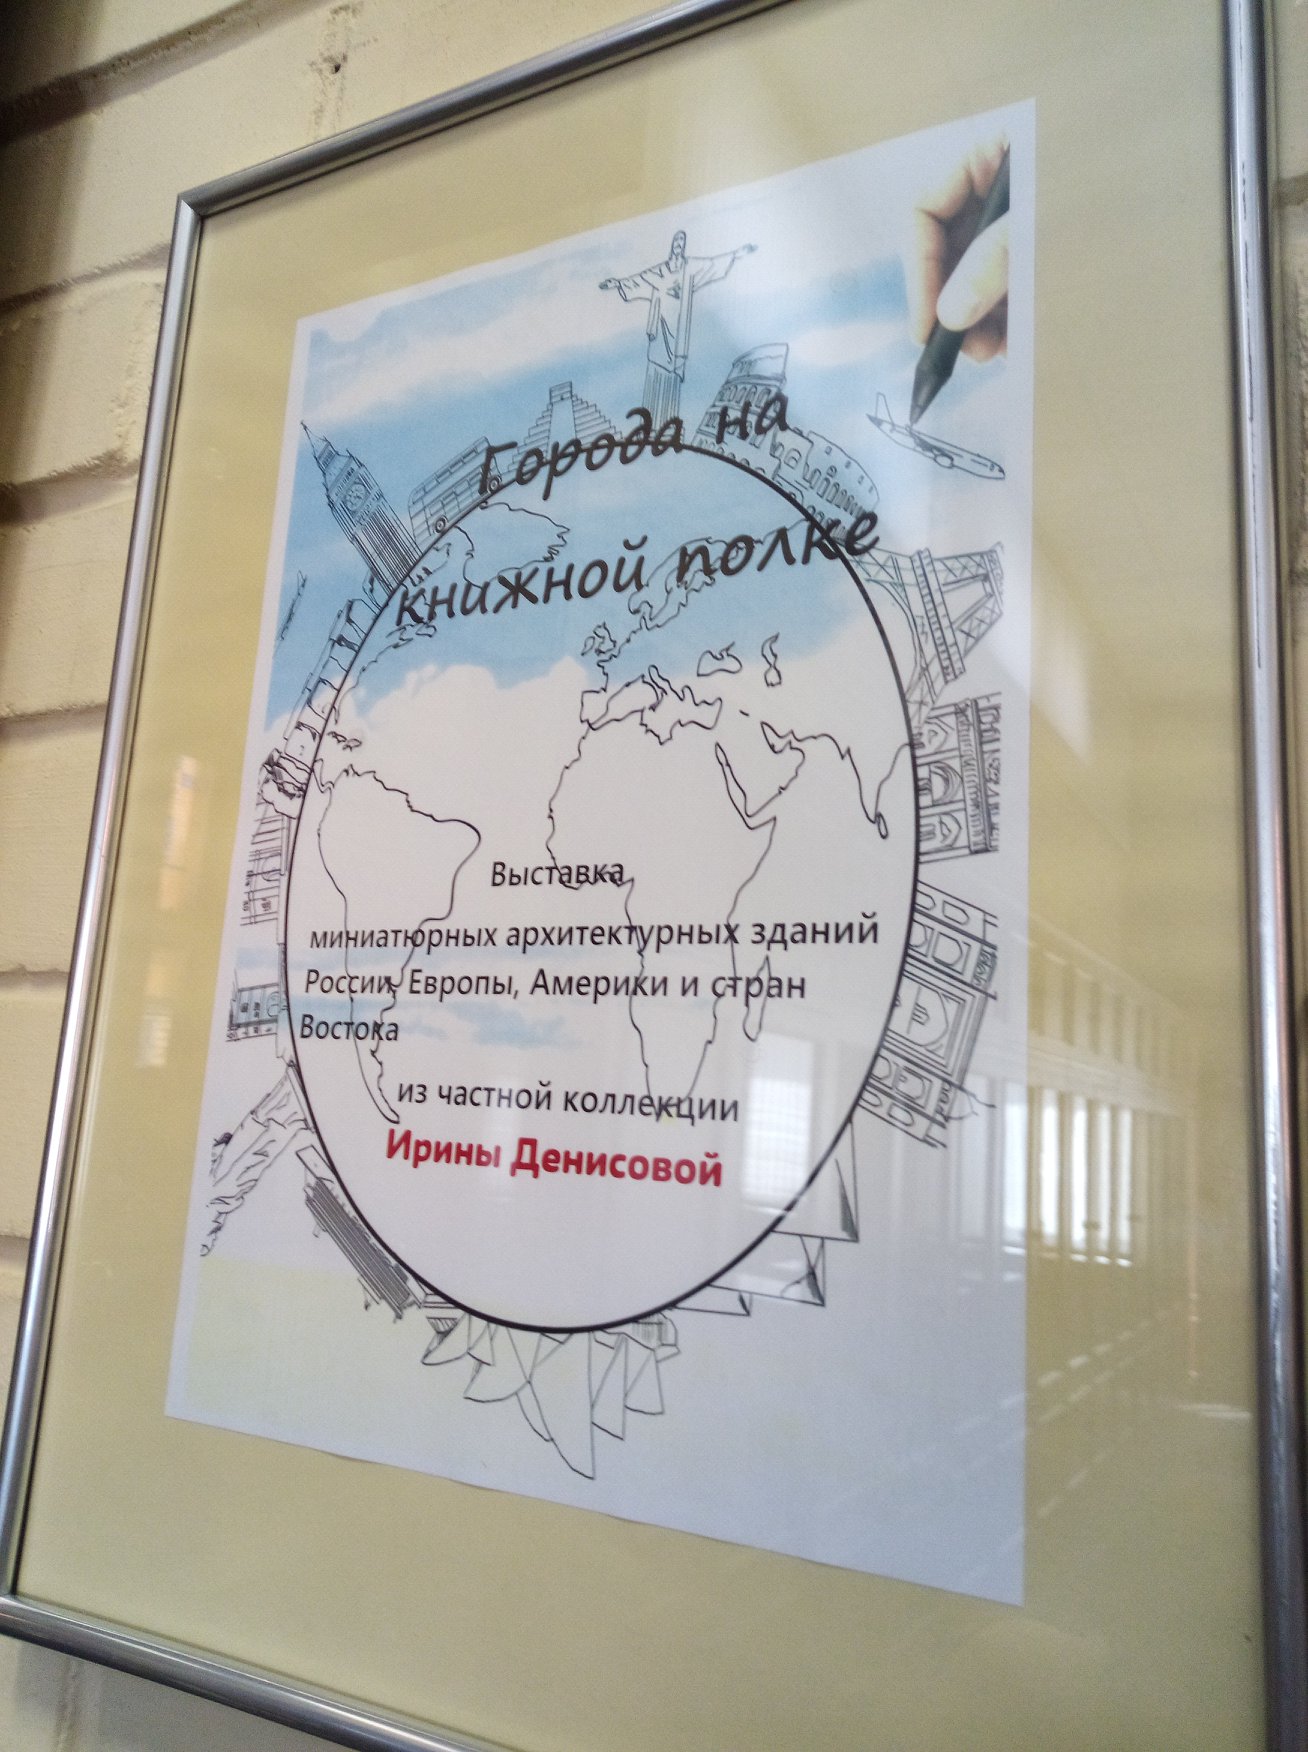 Города на
книжной полке
Выставка
миниатюрных архитектурных зданий
России, Европы, Америки и стран
Востока
из частной коллекции
Ирины Денисовой